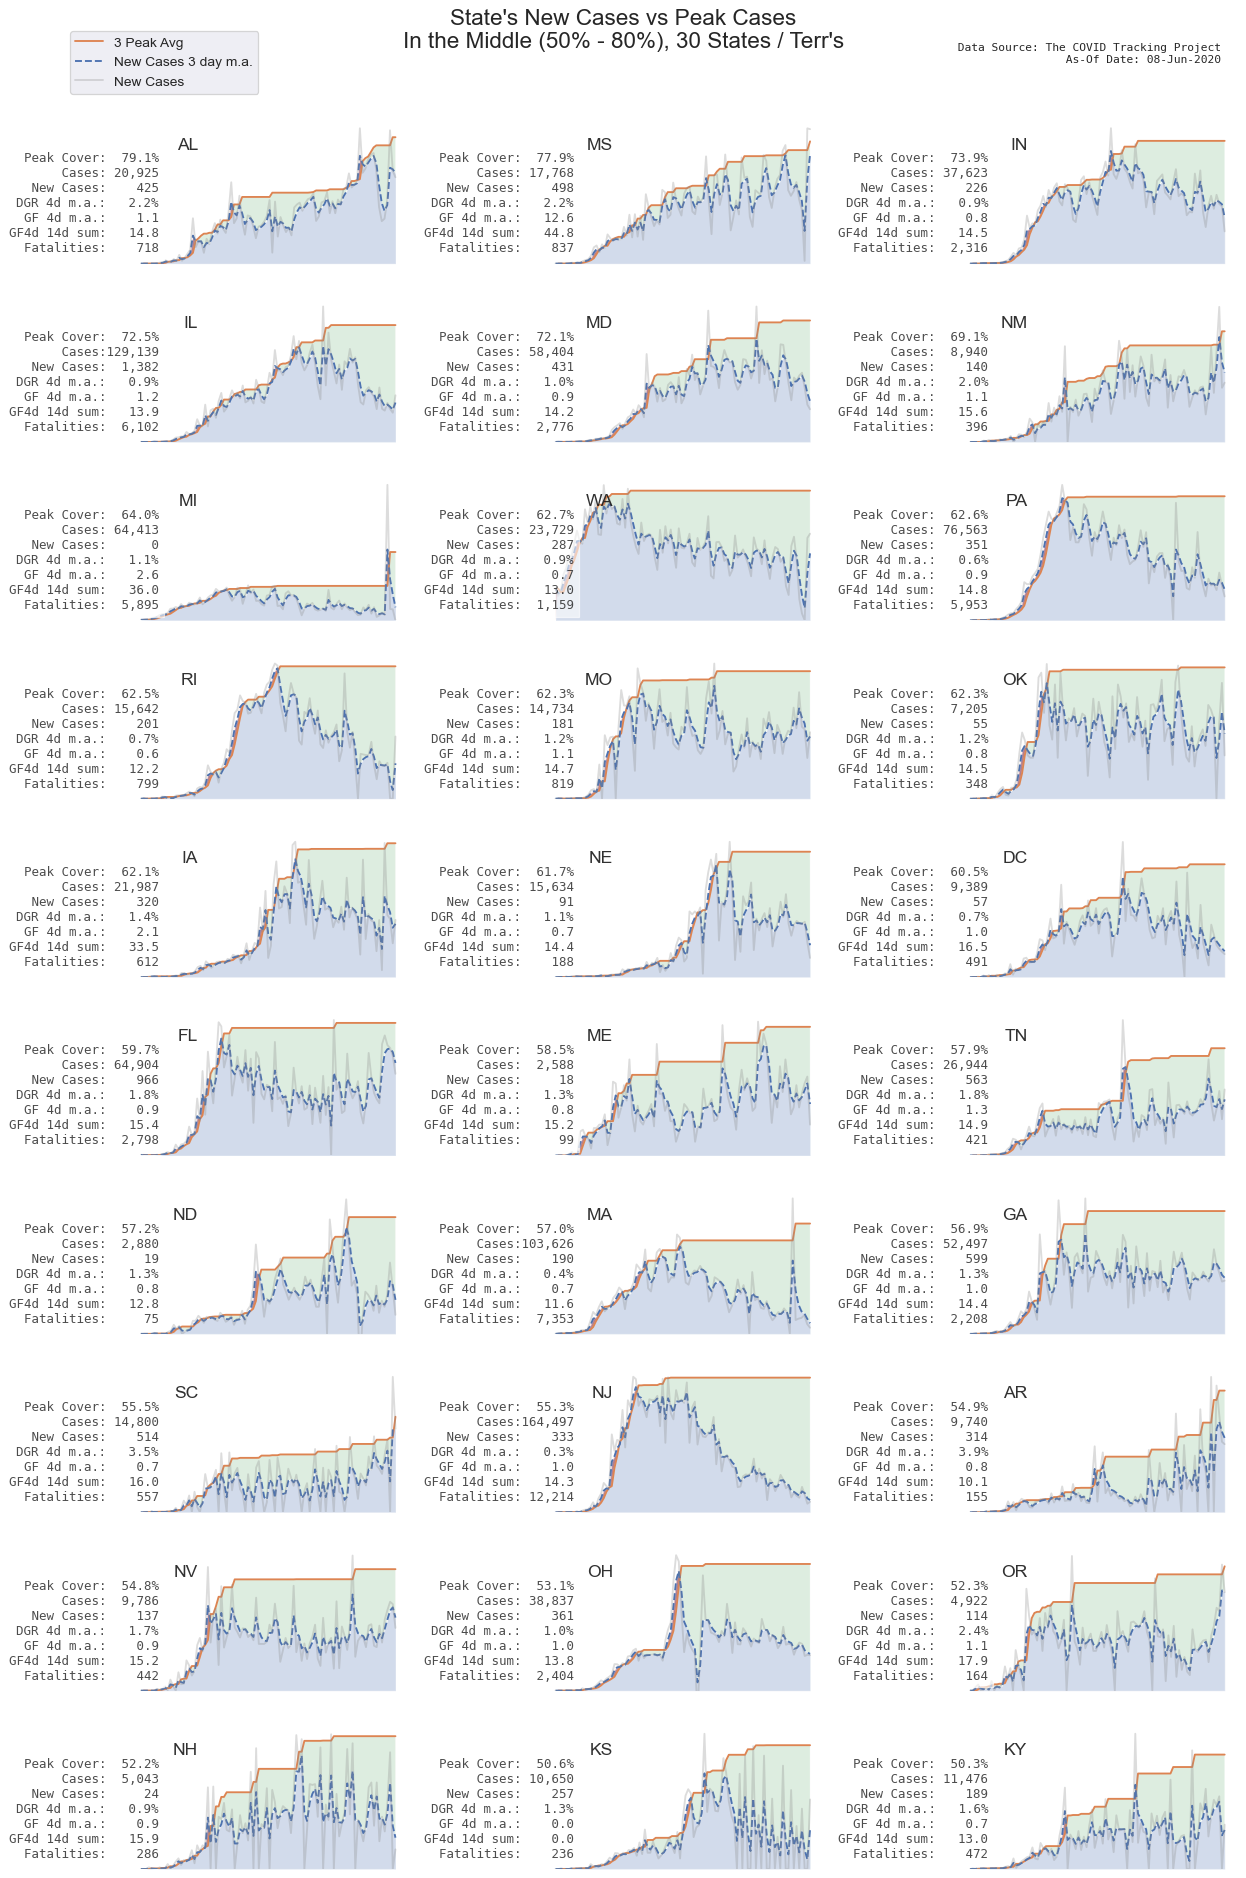 State's New Cases vs Peak Cases
In the Middle (50% - 80%), 30 States / Terr's
3 Peak Avg
New Cases 3 day m.a.
New Cases
Data Source: The COVID Tracking Project
As-Of Date: 08-Jun-2020
AL
Peak Cover: 79.1%
Cases: 20,925
New Cases: 425
DGR 4d m.a.: 2.2%
GF 4d m.a.: 1.1
GF4d 14d sum: 14.8
Fatalities: 718
MS
Peak Cover: 77.9%
Cases: 17,768
New Cases: 498
DGR 4d m.a.: 2.2%
GF 4d m.a.: 12.6
GF4d 14d sum: 44.8
Fatalities: 837
IN
Peak Cover: 73.9%
Cases: 37,623
New Cases: 226
DGR 4d m.a.: 0.9%
GF 4d m.a.: 0.8
GF4d 14d sum: 14.5
Fatalities: 2,316
IL
Peak Cover: 72.5%
Cases:129,139
New Cases: 1,382
DGR 4d m.a.: 0.9%
GF 4d m.a.: 1.2
GF4d 14d sum: 13.9
Fatalities: 6,102
MD
Peak Cover: 72.1%
Cases: 58,404
New Cases: 431
DGR 4d m.a.: 1.0%
GF 4d m.a.: 0.9
GF4d 14d sum: 14.2
Fatalities: 2,776
NM
Peak Cover: 69.1%
Cases: 8,940
New Cases: 140
DGR 4d m.a.: 2.0%
GF 4d m.a.: 1.1
GF4d 14d sum: 15.6
Fatalities: 396
MI
Peak Cover: 64.0%
Cases: 64,413
New Cases: 0
DGR 4d m.a.: 1.1%
GF 4d m.a.: 2.6
GF4d 14d sum: 36.0
Fatalities: 5,895
WA
Peak Cover: 62.7%
Cases: 23,729
New Cases: 287
DGR 4d m.a.: 0.9%
GF 4d m.a.: 0.7
GF4d 14d sum: 13.0
Fatalities: 1,159
PA
Peak Cover: 62.6%
Cases: 76,563
New Cases: 351
DGR 4d m.a.: 0.6%
GF 4d m.a.: 0.9
GF4d 14d sum: 14.8
Fatalities: 5,953
RI
Peak Cover: 62.5%
Cases: 15,642
New Cases: 201
DGR 4d m.a.: 0.7%
GF 4d m.a.: 0.6
GF4d 14d sum: 12.2
Fatalities: 799
MO
Peak Cover: 62.3%
Cases: 14,734
New Cases: 181
DGR 4d m.a.: 1.2%
GF 4d m.a.: 1.1
GF4d 14d sum: 14.7
Fatalities: 819
OK
Peak Cover: 62.3%
Cases: 7,205
New Cases: 55
DGR 4d m.a.: 1.2%
GF 4d m.a.: 0.8
GF4d 14d sum: 14.5
Fatalities: 348
IA
Peak Cover: 62.1%
Cases: 21,987
New Cases: 320
DGR 4d m.a.: 1.4%
GF 4d m.a.: 2.1
GF4d 14d sum: 33.5
Fatalities: 612
NE
Peak Cover: 61.7%
Cases: 15,634
New Cases: 91
DGR 4d m.a.: 1.1%
GF 4d m.a.: 0.7
GF4d 14d sum: 14.4
Fatalities: 188
DC
Peak Cover: 60.5%
Cases: 9,389
New Cases: 57
DGR 4d m.a.: 0.7%
GF 4d m.a.: 1.0
GF4d 14d sum: 16.5
Fatalities: 491
FL
Peak Cover: 59.7%
Cases: 64,904
New Cases: 966
DGR 4d m.a.: 1.8%
GF 4d m.a.: 0.9
GF4d 14d sum: 15.4
Fatalities: 2,798
ME
Peak Cover: 58.5%
Cases: 2,588
New Cases: 18
DGR 4d m.a.: 1.3%
GF 4d m.a.: 0.8
GF4d 14d sum: 15.2
Fatalities: 99
TN
Peak Cover: 57.9%
Cases: 26,944
New Cases: 563
DGR 4d m.a.: 1.8%
GF 4d m.a.: 1.3
GF4d 14d sum: 14.9
Fatalities: 421
ND
Peak Cover: 57.2%
Cases: 2,880
New Cases: 19
DGR 4d m.a.: 1.3%
GF 4d m.a.: 0.8
GF4d 14d sum: 12.8
Fatalities: 75
MA
Peak Cover: 57.0%
Cases:103,626
New Cases: 190
DGR 4d m.a.: 0.4%
GF 4d m.a.: 0.7
GF4d 14d sum: 11.6
Fatalities: 7,353
GA
Peak Cover: 56.9%
Cases: 52,497
New Cases: 599
DGR 4d m.a.: 1.3%
GF 4d m.a.: 1.0
GF4d 14d sum: 14.4
Fatalities: 2,208
SC
Peak Cover: 55.5%
Cases: 14,800
New Cases: 514
DGR 4d m.a.: 3.5%
GF 4d m.a.: 0.7
GF4d 14d sum: 16.0
Fatalities: 557
NJ
Peak Cover: 55.3%
Cases:164,497
New Cases: 333
DGR 4d m.a.: 0.3%
GF 4d m.a.: 1.0
GF4d 14d sum: 14.3
Fatalities: 12,214
AR
Peak Cover: 54.9%
Cases: 9,740
New Cases: 314
DGR 4d m.a.: 3.9%
GF 4d m.a.: 0.8
GF4d 14d sum: 10.1
Fatalities: 155
NV
Peak Cover: 54.8%
Cases: 9,786
New Cases: 137
DGR 4d m.a.: 1.7%
GF 4d m.a.: 0.9
GF4d 14d sum: 15.2
Fatalities: 442
OH
Peak Cover: 53.1%
Cases: 38,837
New Cases: 361
DGR 4d m.a.: 1.0%
GF 4d m.a.: 1.0
GF4d 14d sum: 13.8
Fatalities: 2,404
OR
Peak Cover: 52.3%
Cases: 4,922
New Cases: 114
DGR 4d m.a.: 2.4%
GF 4d m.a.: 1.1
GF4d 14d sum: 17.9
Fatalities: 164
NH
Peak Cover: 52.2%
Cases: 5,043
New Cases: 24
DGR 4d m.a.: 0.9%
GF 4d m.a.: 0.9
GF4d 14d sum: 15.9
Fatalities: 286
KS
Peak Cover: 50.6%
Cases: 10,650
New Cases: 257
DGR 4d m.a.: 1.3%
GF 4d m.a.: 0.0
GF4d 14d sum: 0.0
Fatalities: 236
KY
Peak Cover: 50.3%
Cases: 11,476
New Cases: 189
DGR 4d m.a.: 1.6%
GF 4d m.a.: 0.7
GF4d 14d sum: 13.0
Fatalities: 472